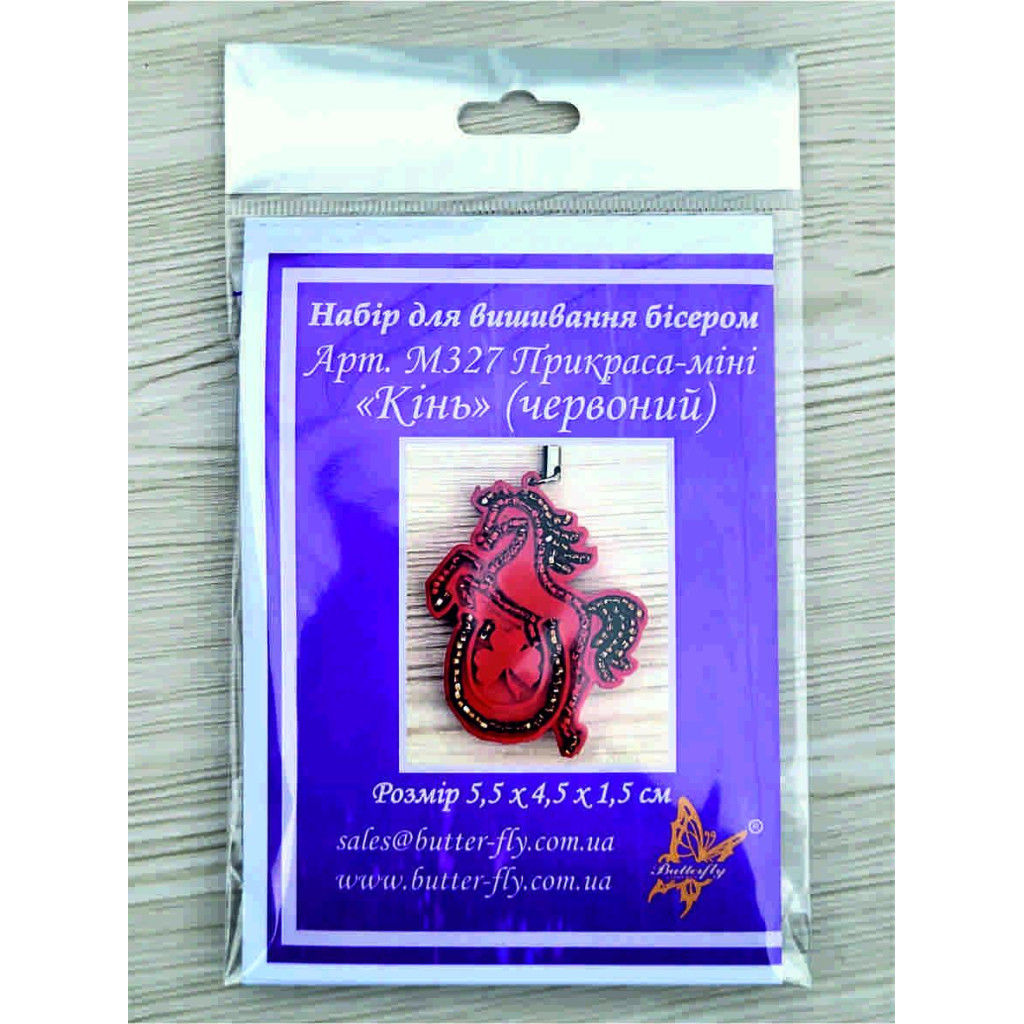 Набір для вишивання бісером
Арт. М327 Прикраса-міні
«Кінь» (червоний)
Розмір 5,5 х 4,5 х 1,5 см
sales@butter-fly.com.ua
www.butter-fly.com.ua
®
Butterfly